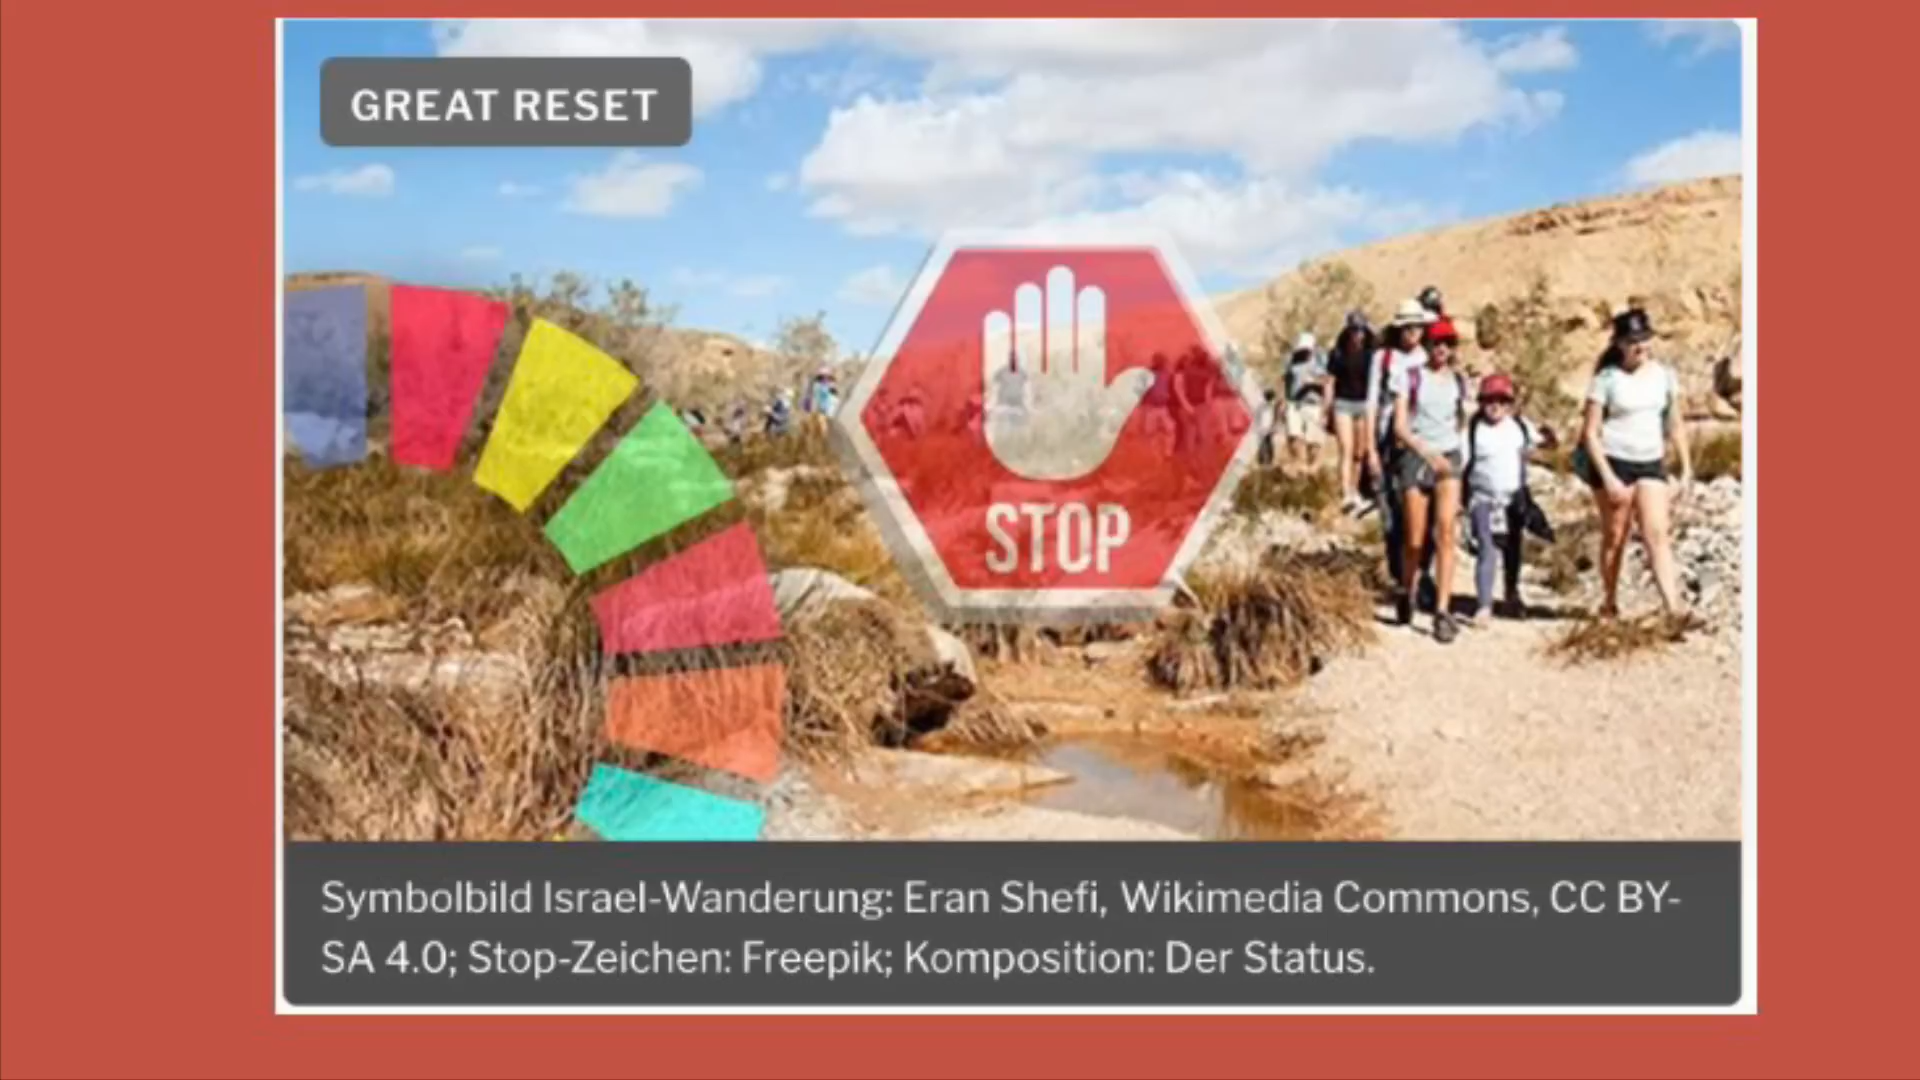 GREAT RESET
STOP
Symbolbild Israel-Wanderung: Eran Shefi, Wikimedia Commons, CC BY-
SA 4.0; Stop-Zeichen: Freepik; Komposition: Der Status.